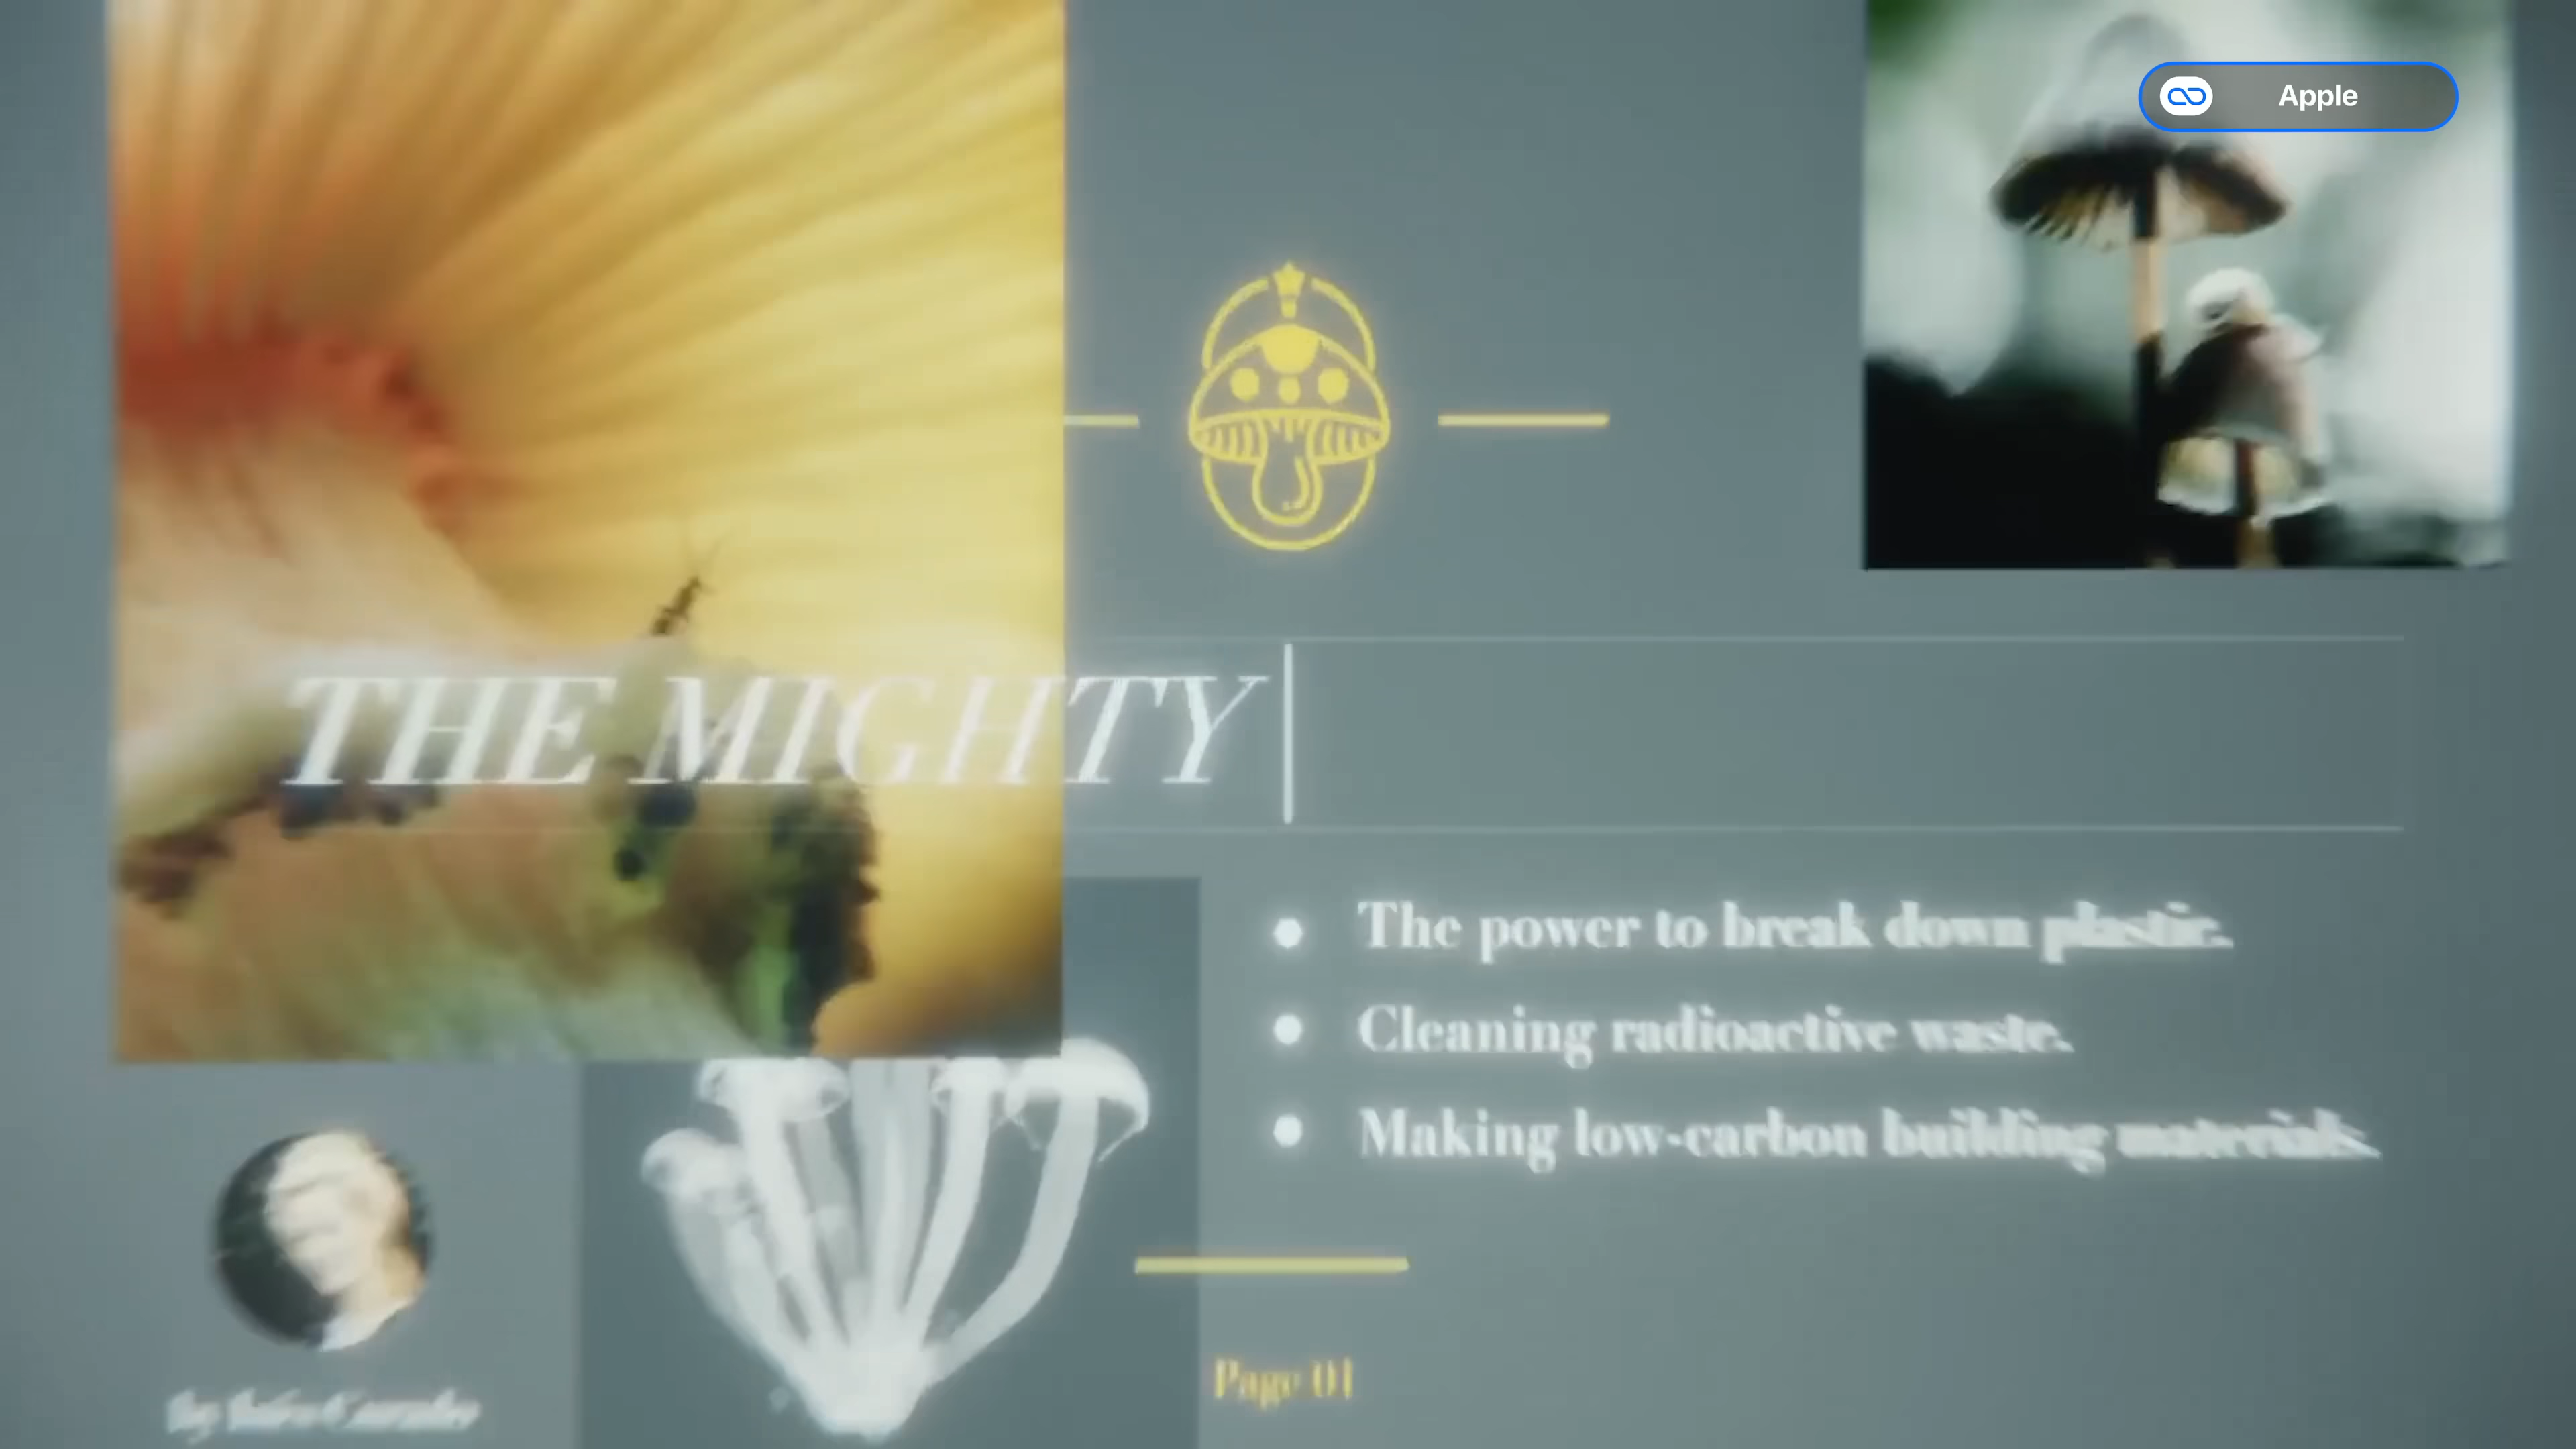 Apple
THE MIGHTY
The power to break down plastic.
Cleaning radioactive waste.
Making low-carbon building materials.
by
Page 01